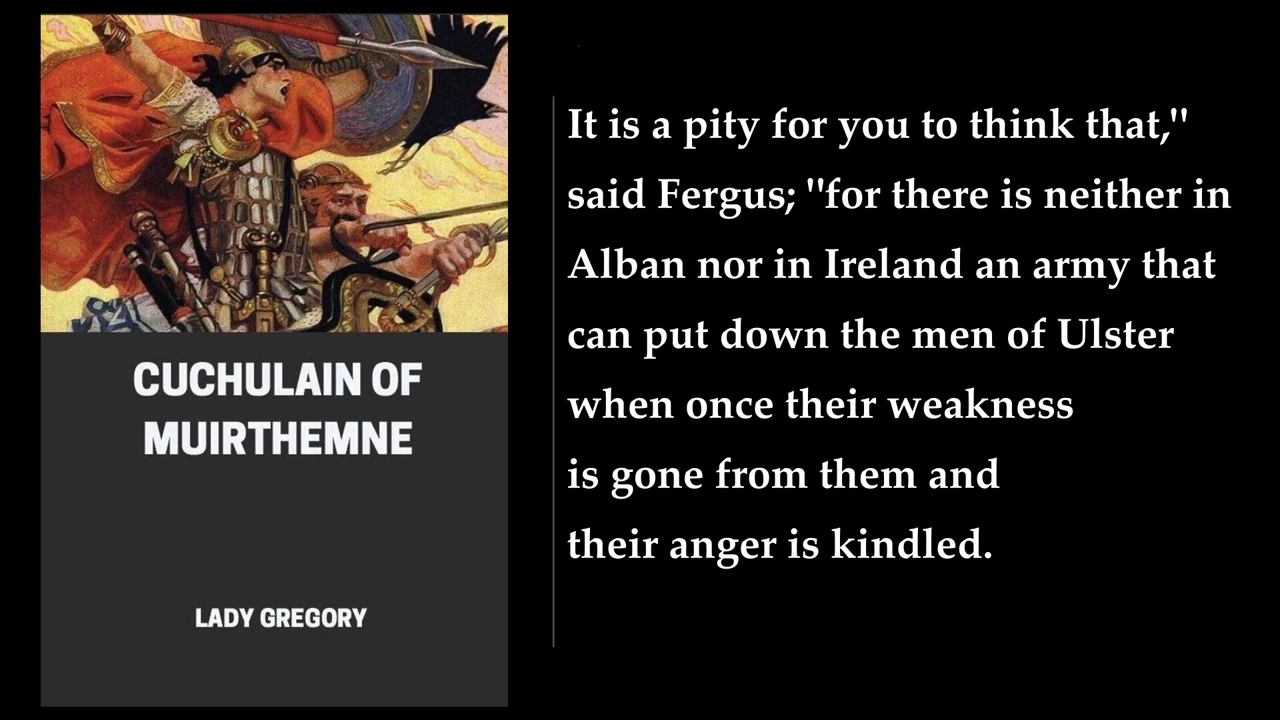 CUCHULAIN OF
MUIRTHEMNE
LADY GREGORY
It is a pity for you to think that,"
said Fergus; "for there is neither in
Alban nor in Ireland an army that
can put down the men of Ulster
when once their weakness
is gone from them and
their anger is kindled.